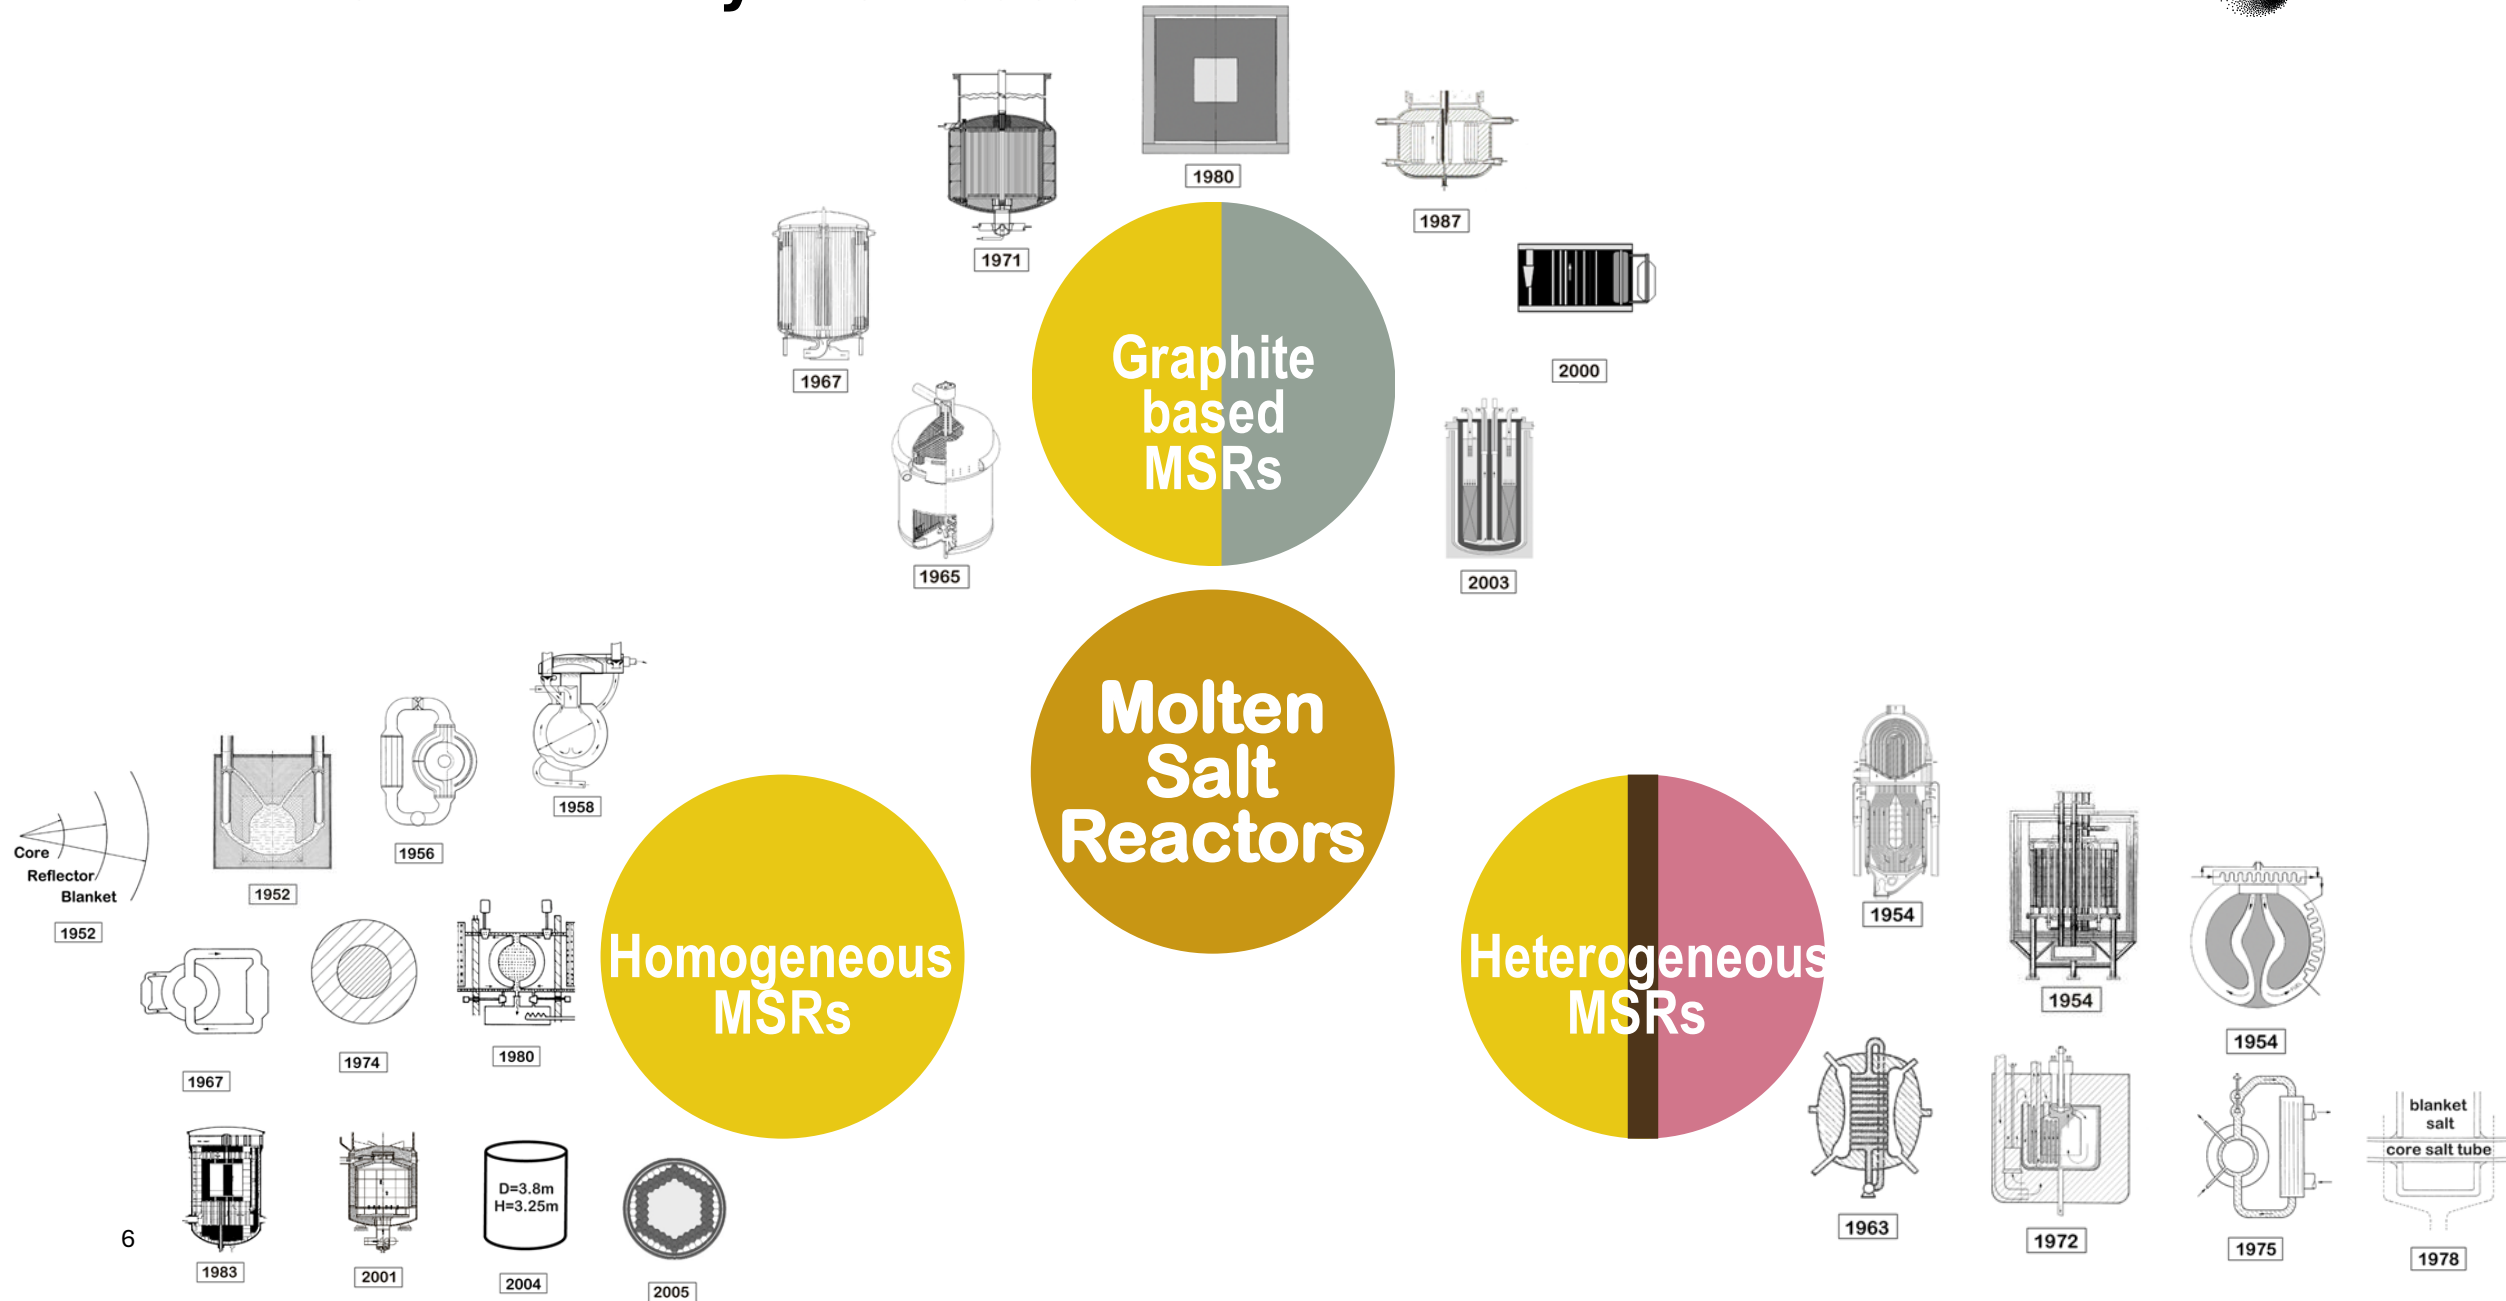 1980
1987
1971
2000
1967
Graphite
based
MSRs
1965
2003
Molten
Salt
Reactors
1958
1956
Core
Reflector
Blanket
1952
1952
1967
1974
1980
Homogeneous
MSRs
1983
2001
D=3.8m
H=3.25m
2004
2005
Heterogeneous
MSRs
1954
1954
1954
1963
1972
1975
blanket
salt
core salt tube
1978
6